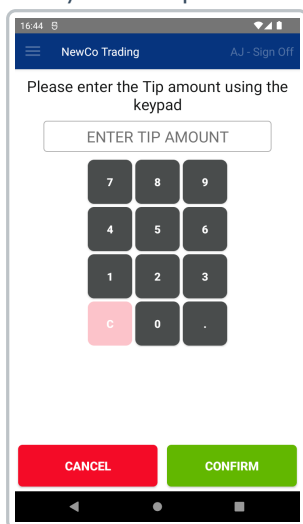 16:44
NewCo Trading
AJ - Sign Off
Please enter the Tip amount using the
keypad
ENTER TIP AMOUNT
7 8 9
4 5 6
1 2 3
C 0 .
CANCEL CONFIRM